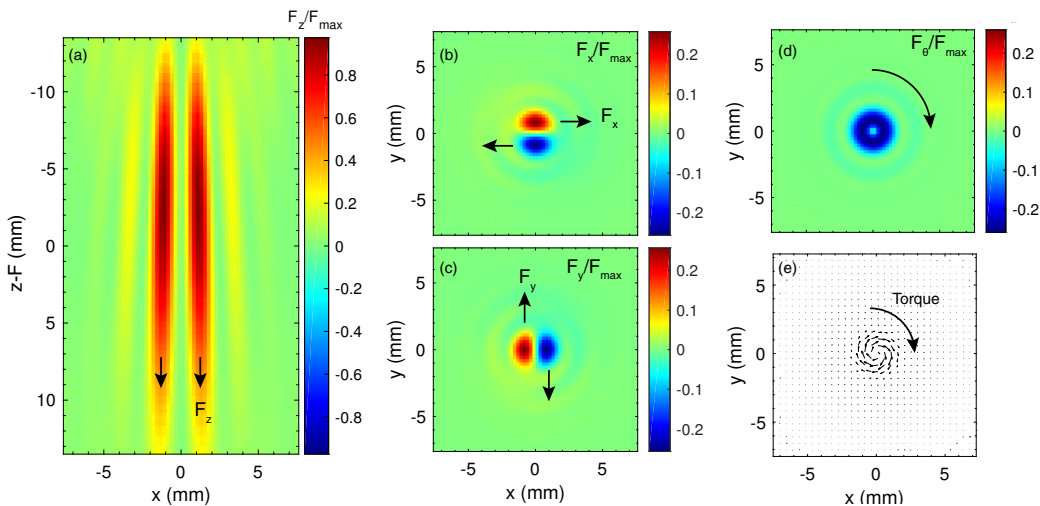 F_z/F_max
(a)
0.8
0.6
0.4
0.2
0
-0.2
-0.4
-0.6
-0.8
-10
-5
0
5
10
z-F (mm)
F_z
-5 0 5
x (mm)
(b)
F_x/F_max
F_x
5
0
-5
y (mm)
0.2
0.1
0
-0.1
-0.2
(c)
F_y/F_max
F_y
5
0
-5
y (mm)
-5 0 5
x (mm)
0.2
0.1
0
-0.1
-0.2
(d)
F_θ/F_max
5
0
-5
y (mm)
0.2
0.1
0
-0.1
-0.2
(e)
Torque
5
0
-5
y (mm)
-5 0 5
x (mm)